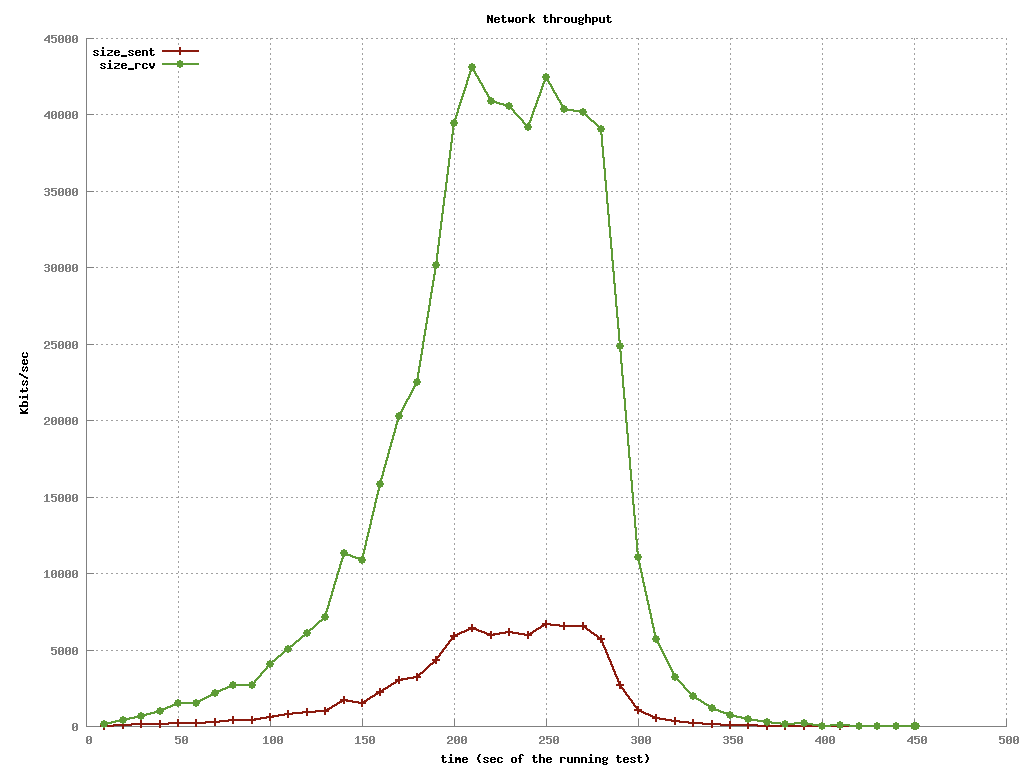 Network throughput
size_sent
size_rcv
45000
40000
35000
30000
25000
20000
15000
10000
5000
0
Kbits/sec
0 50 100 150 200 250 300 350 400 450 500
time (sec of the running test)